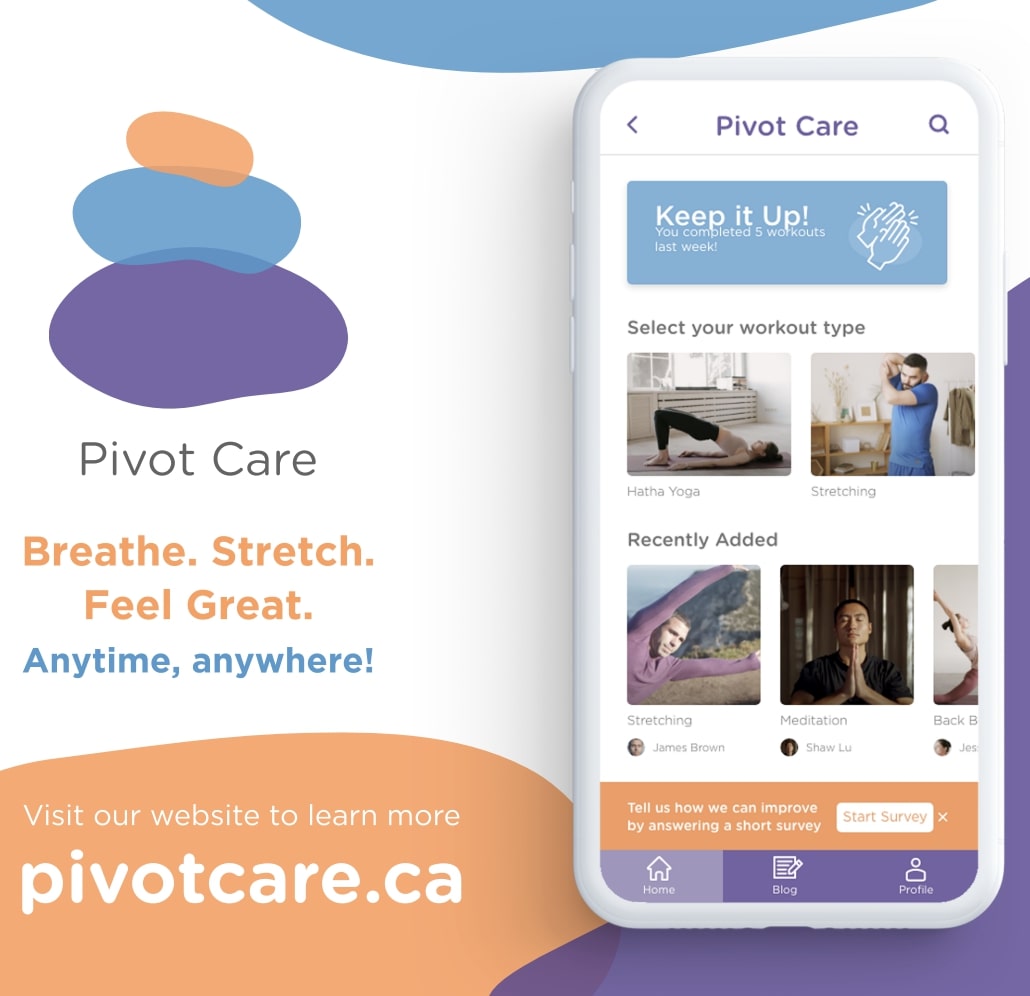 Pivot Care
Breathe. Stretch.
Feel Great.
Anytime, anywhere!
Visit our website to learn more
pivotcare.ca
Pivot Care
Keep it Up!
You completed 5 workouts
last week!
Select your workout type
Hatha Yoga
Stretching
Recently Added
Stretching
Meditation
Back B
James Brown
Shaw Lu
Jes
Tell us how we can improve
by answering a short survey
Start Survey
Home
Blog
Profile